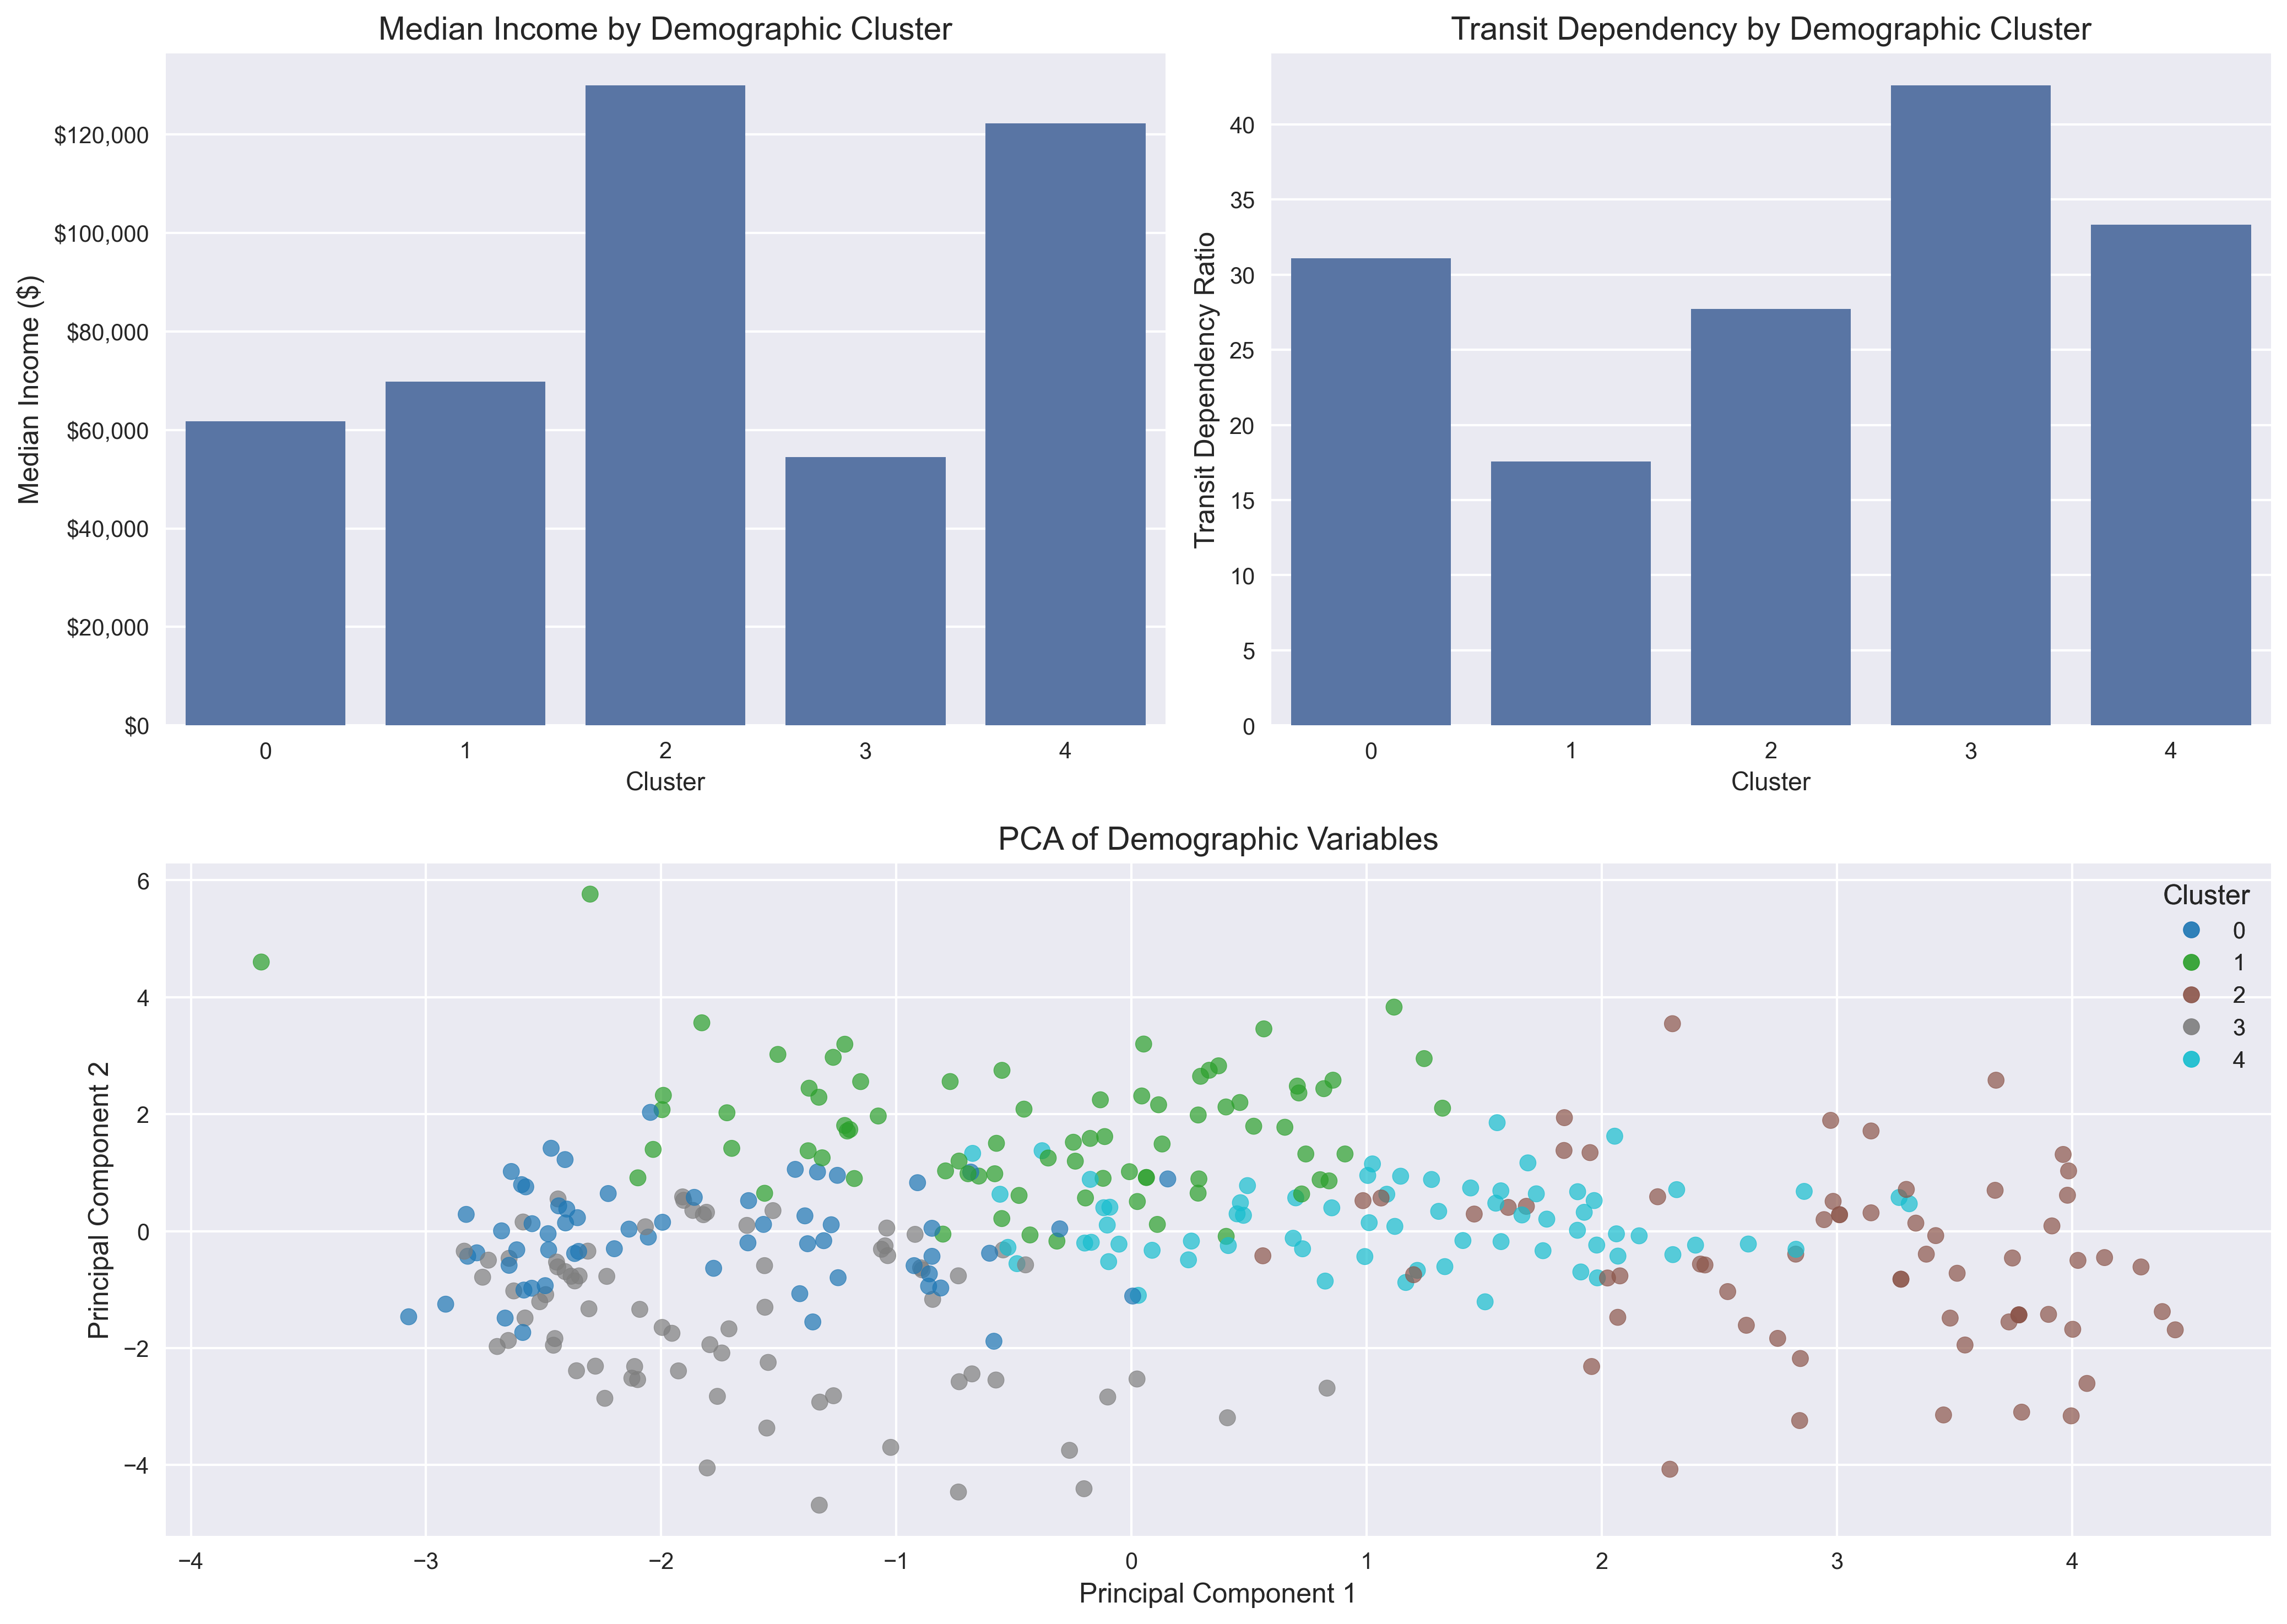 Median Income by Demographic Cluster
Median Income ($)
$120,000
$100,000
$80,000
$60,000
$40,000
$20,000
$0
0 1 2 3 4
Cluster
Transit Dependency by Demographic Cluster
Transit Dependency Ratio
40
35
30
25
20
15
10
5
0
0 1 2 3 4
Cluster
PCA of Demographic Variables
Principal Component 2
6
4
2
0
−2
−4
Cluster
0
1
2
3
4
−4 −3 −2 −1 0 1 2 3 4
Principal Component 1